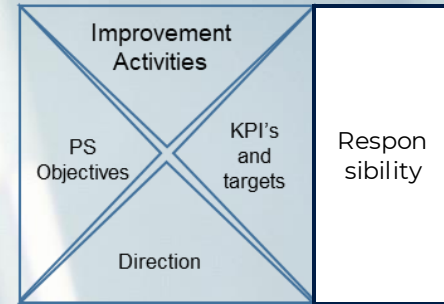 Improvement
Activities
PS
Objectives
KPI's
and
targets
Respon
sibility
Direction